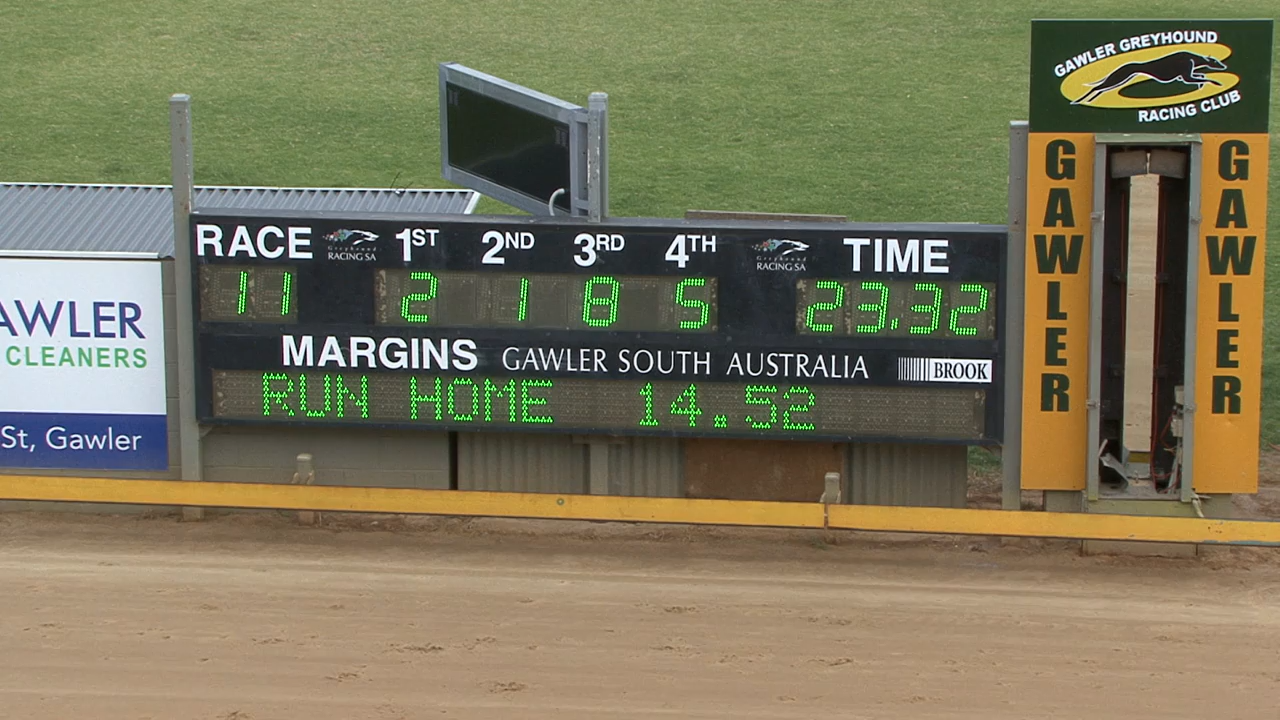 GAWLER GREYHOUND
RACING CLUB
GAWLER
GAWLER
RACE
Greyhound
RACING SA
1ST
2ND
3RD
4TH
Greyhound
RACING SA
TIME
11
2
1
8
5
23.32
MARGINS
GAWLER SOUTH AUSTRALIA
BROOK
RUN HOME 14.52
AWLER
CLEANERS
St, Gawler